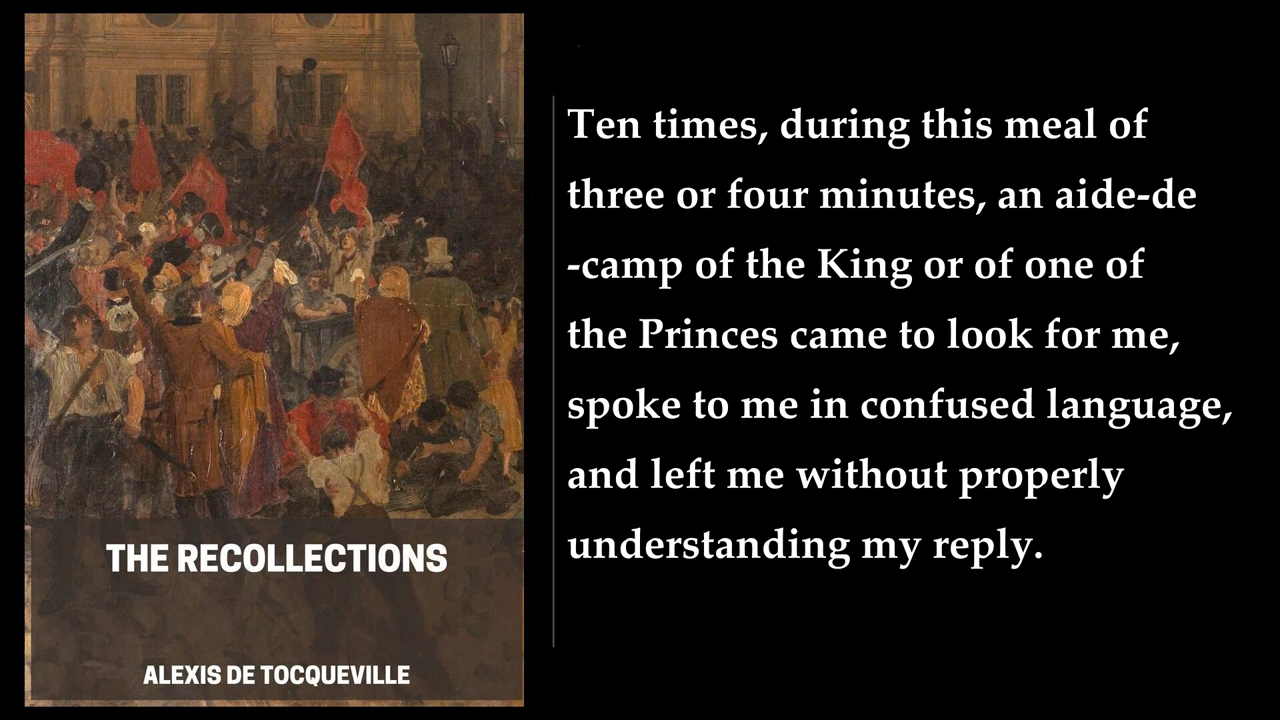 THE RECOLLECTIONS
ALEXIS DE TOCQUEVILLE
Ten times, during this meal of
three or four minutes, an aide-de
-camp of the King or of one of
the Princes came to look for me,
spoke to me in confused language,
and left me without properly
understanding my reply.